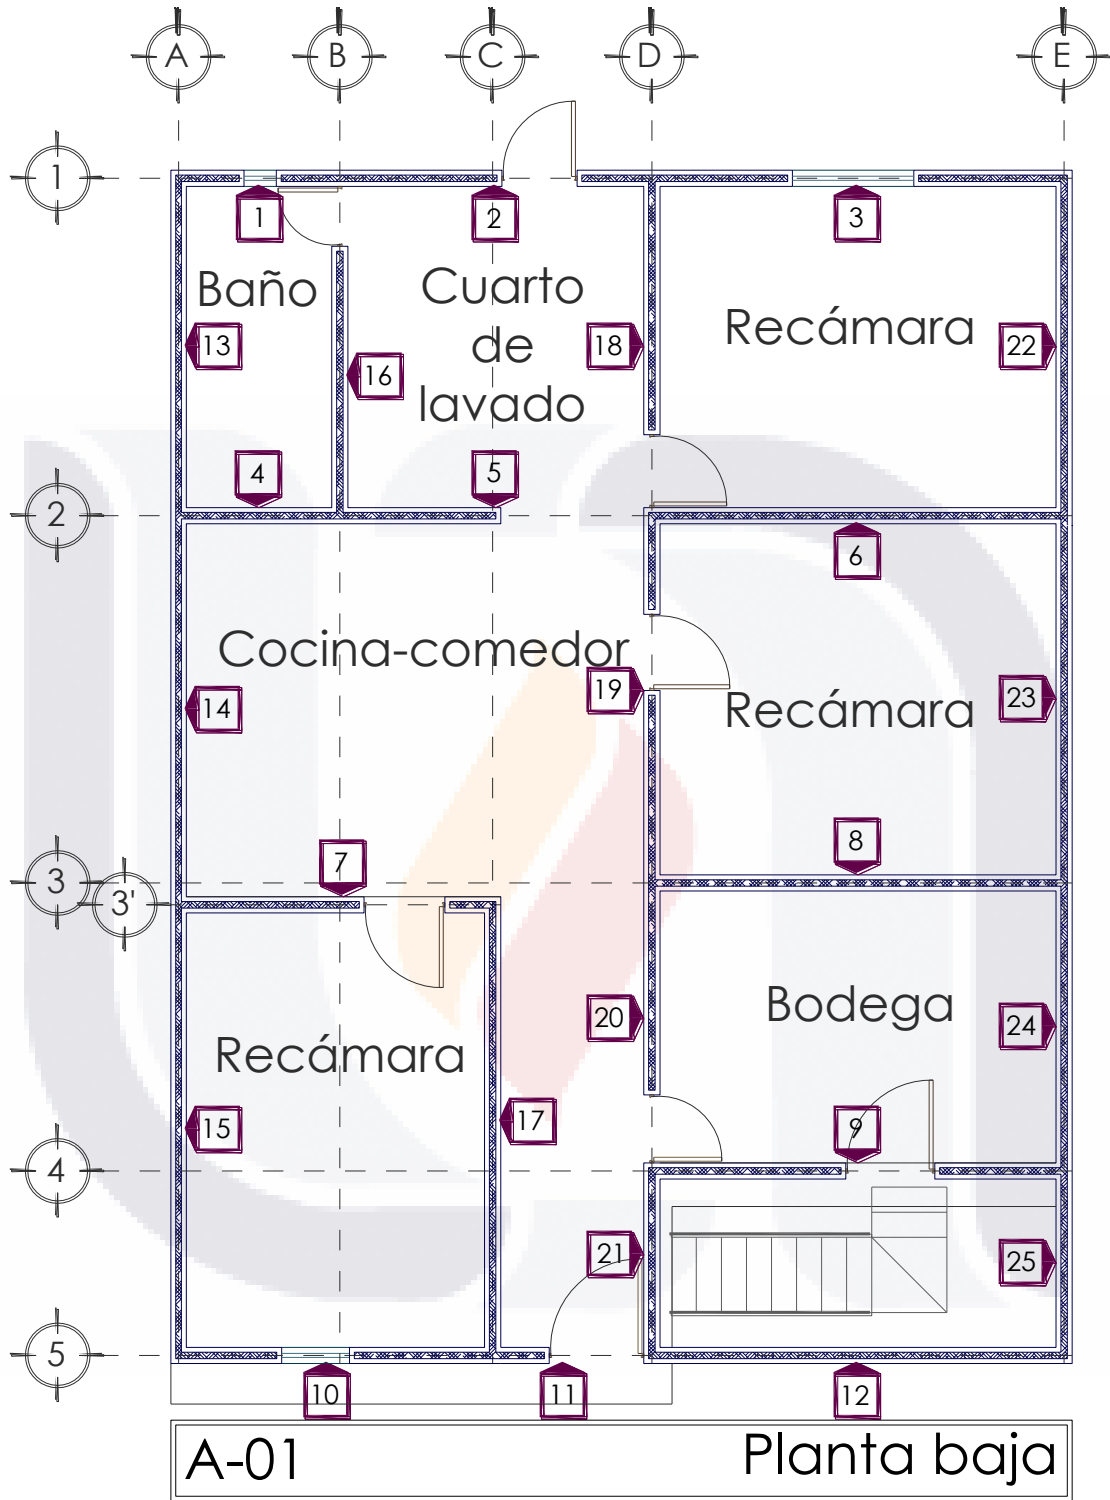 A B C D E
1
1 2 3
Baño
Cuarto
de
lavado
Recámara
13 16 18 22
4 5
2
6
Cocina-comedor
14 19 23
Recámara
7 8
3
3'
Bodega
20 24
Recámara
15 17 9
4
21 25
5
10 11 12
A-01 Planta baja